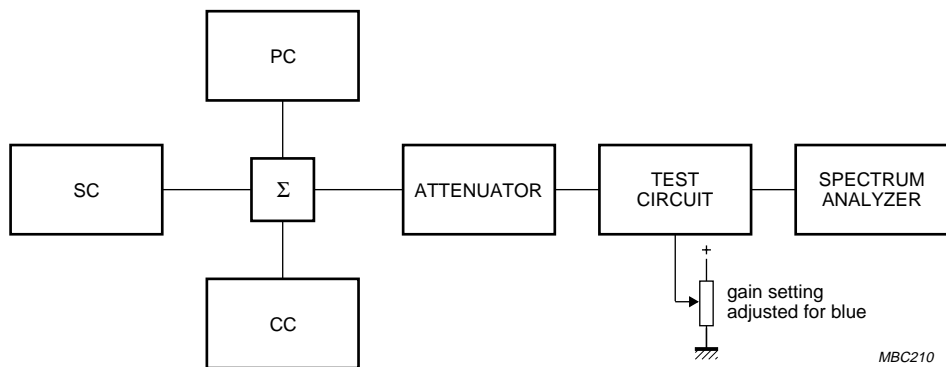 PC
SC
Σ
ATTENUATOR
TEST
CIRCUIT
SPECTRUM
ANALYZER
CC
+
gain setting
adjusted for blue
MBC210